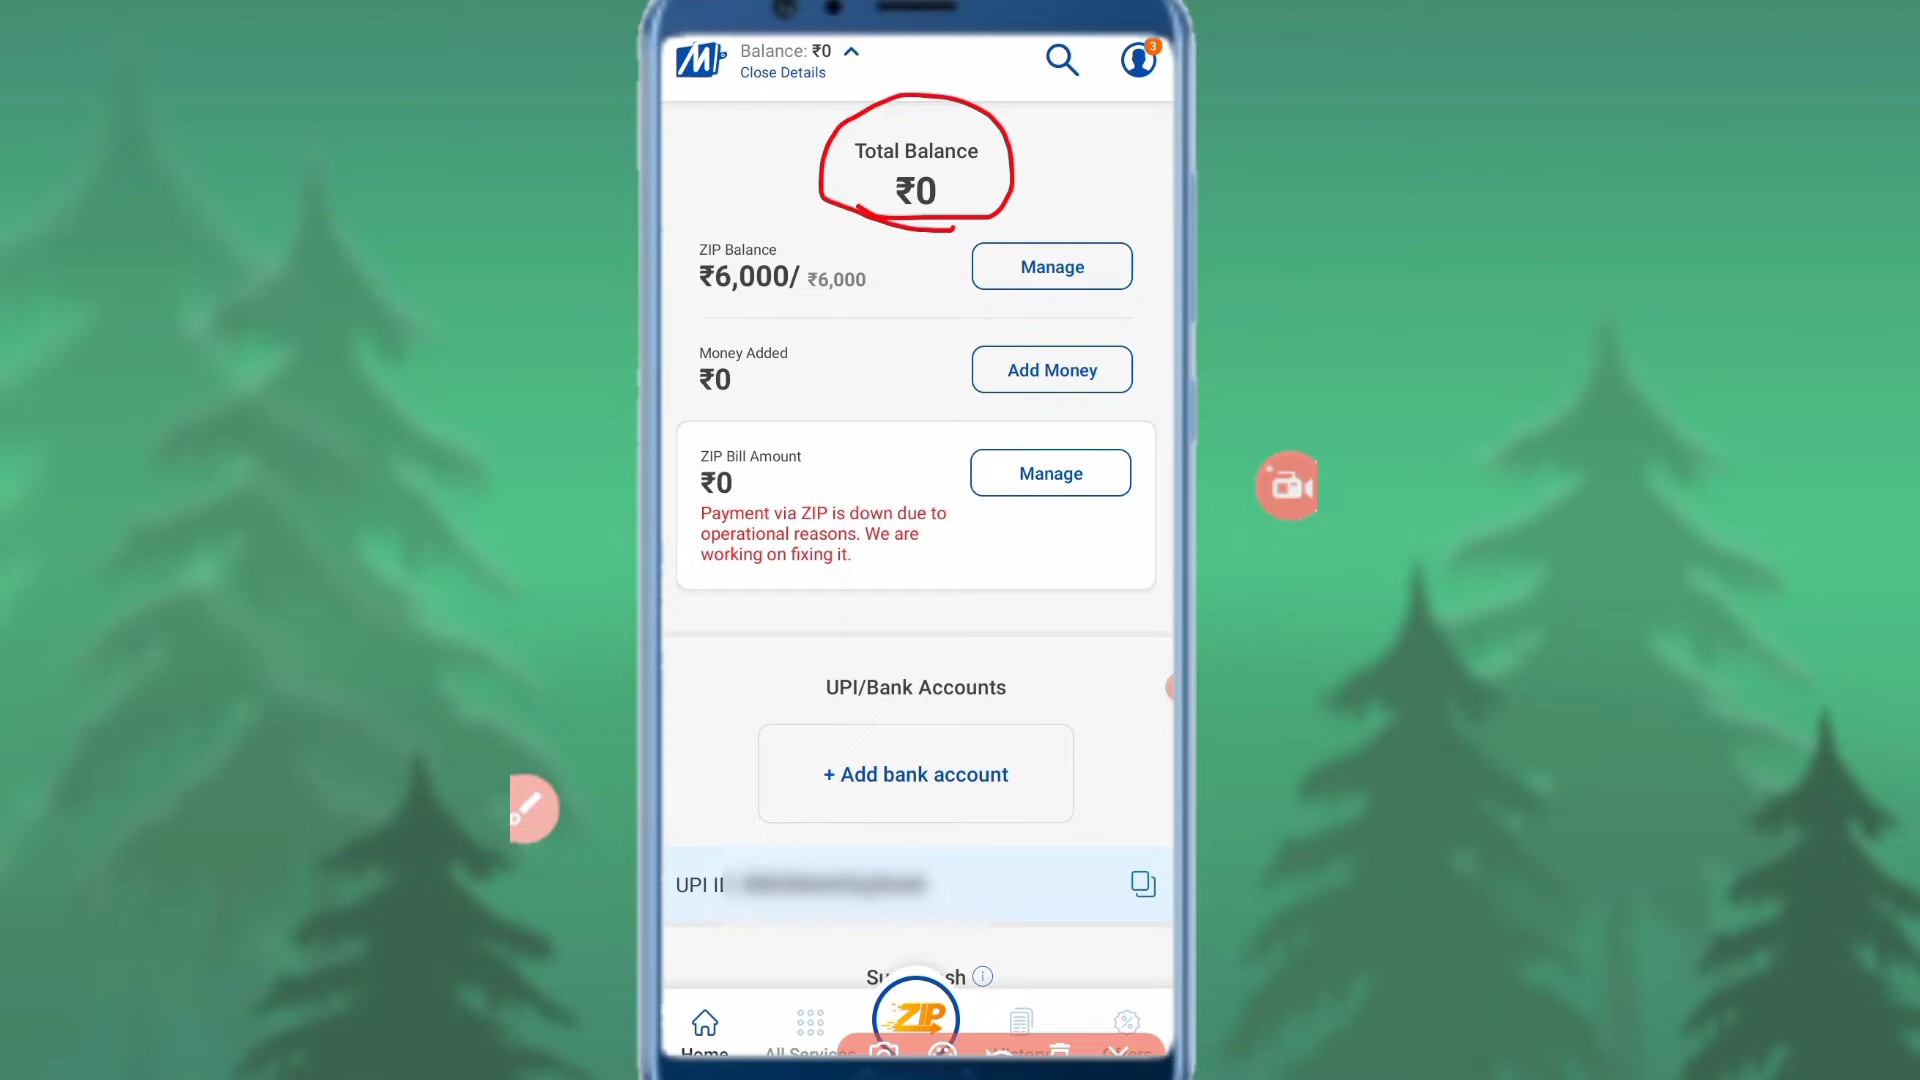 Balance: ₹0
Close Details
3
Total Balance
₹0
ZIP Balance
₹6,000/ ₹6,000
Manage
Money Added
₹0
Add Money
ZIP Bill Amount
₹0
Manage
Payment via ZIP is down due to
operational reasons. We are
working on fixing it.
UPI/Bank Accounts
+ Add bank account
UPI
ZIP
Home